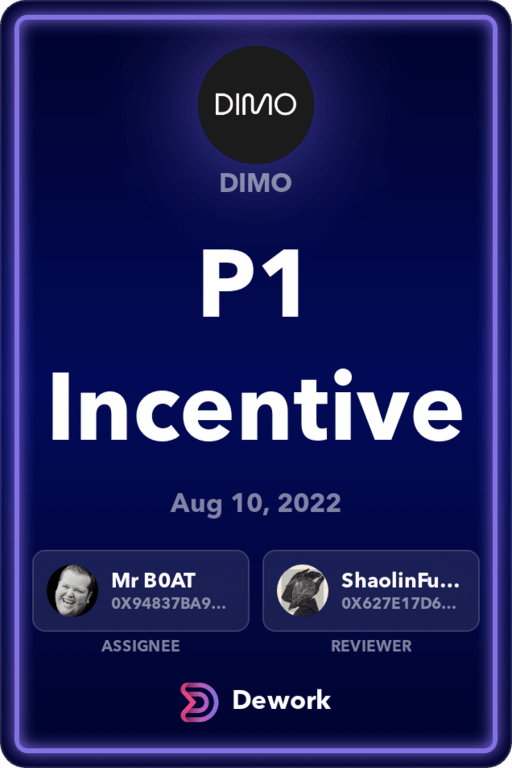 DIMO
DIMO
P1
Incentive
Aug 10, 2022
Mr B0AT
0X94837BA9...
ShaolinFu...
0X627E17D6...
ASSIGNEE
REVIEWER
Dework